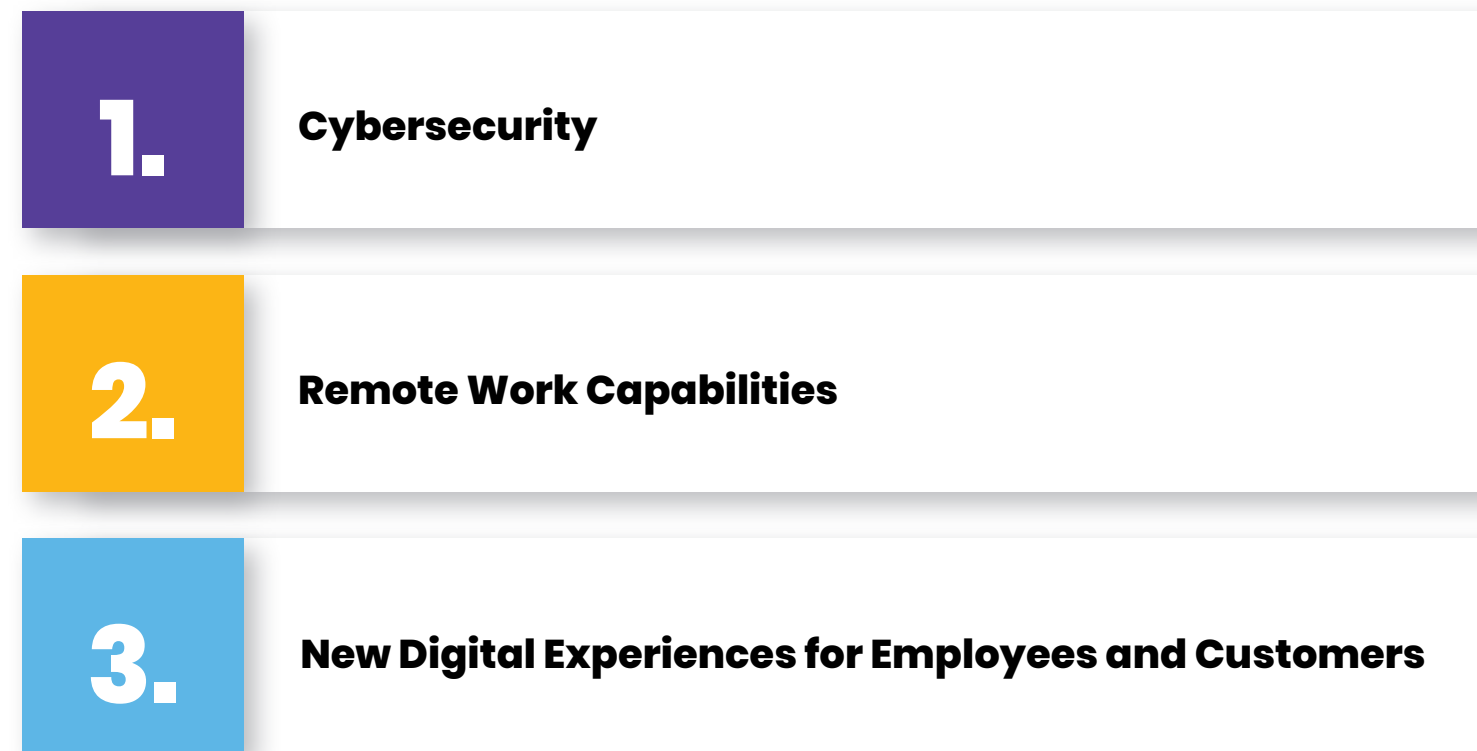 1.
Cybersecurity
2.
Remote Work Capabilities
3.
New Digital Experiences for Employees and Customers